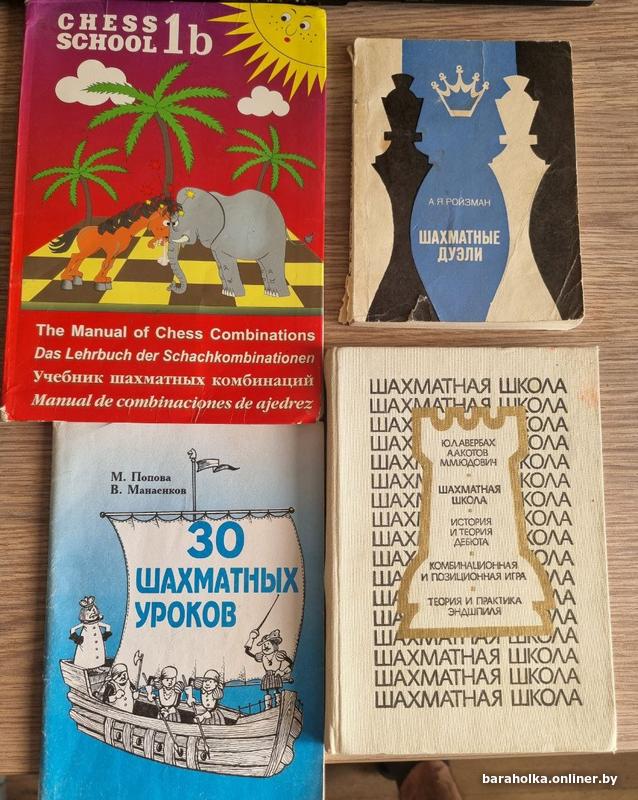 CHESS
SCHOOL 1b
The Manual of Chess Combinations
Das Lehrbuch der Schachkombinationen
Учебник шахматных комбинаций
Manual de combinaciones de ajedrez
А.Я.РОЙЗМАН
ШАХМАТНЫЕ
ДУЭЛИ
М. Попова
В. Манаенков
30
ШАХМАТНЫХ
УРОКОВ
ШАХМАТНАЯ ШКОЛА
ШАХМАТНАЯ ШКОЛА
Ю.Л.АВЕРБАХ
А.А.КОТОВ
М.М.ЮДОВИЧ
ШАХМАТНАЯ
ШКОЛА
ИСТОРИЯ
И ТЕОРИЯ
ДЕБЮТА
КОМБИНАЦИОННАЯ
И ПОЗИЦИОННАЯ ИГРА
ТЕОРИЯ И ПРАКТИКА
ЭНДШПИЛЯ
ШАХМАТНАЯ ШКОЛА
ШАХМАТНАЯ ШКОЛА
ШАХМАТНАЯ ШКОЛА
ШАХМАТНАЯ ШКОЛА
baraholka.onliner.by